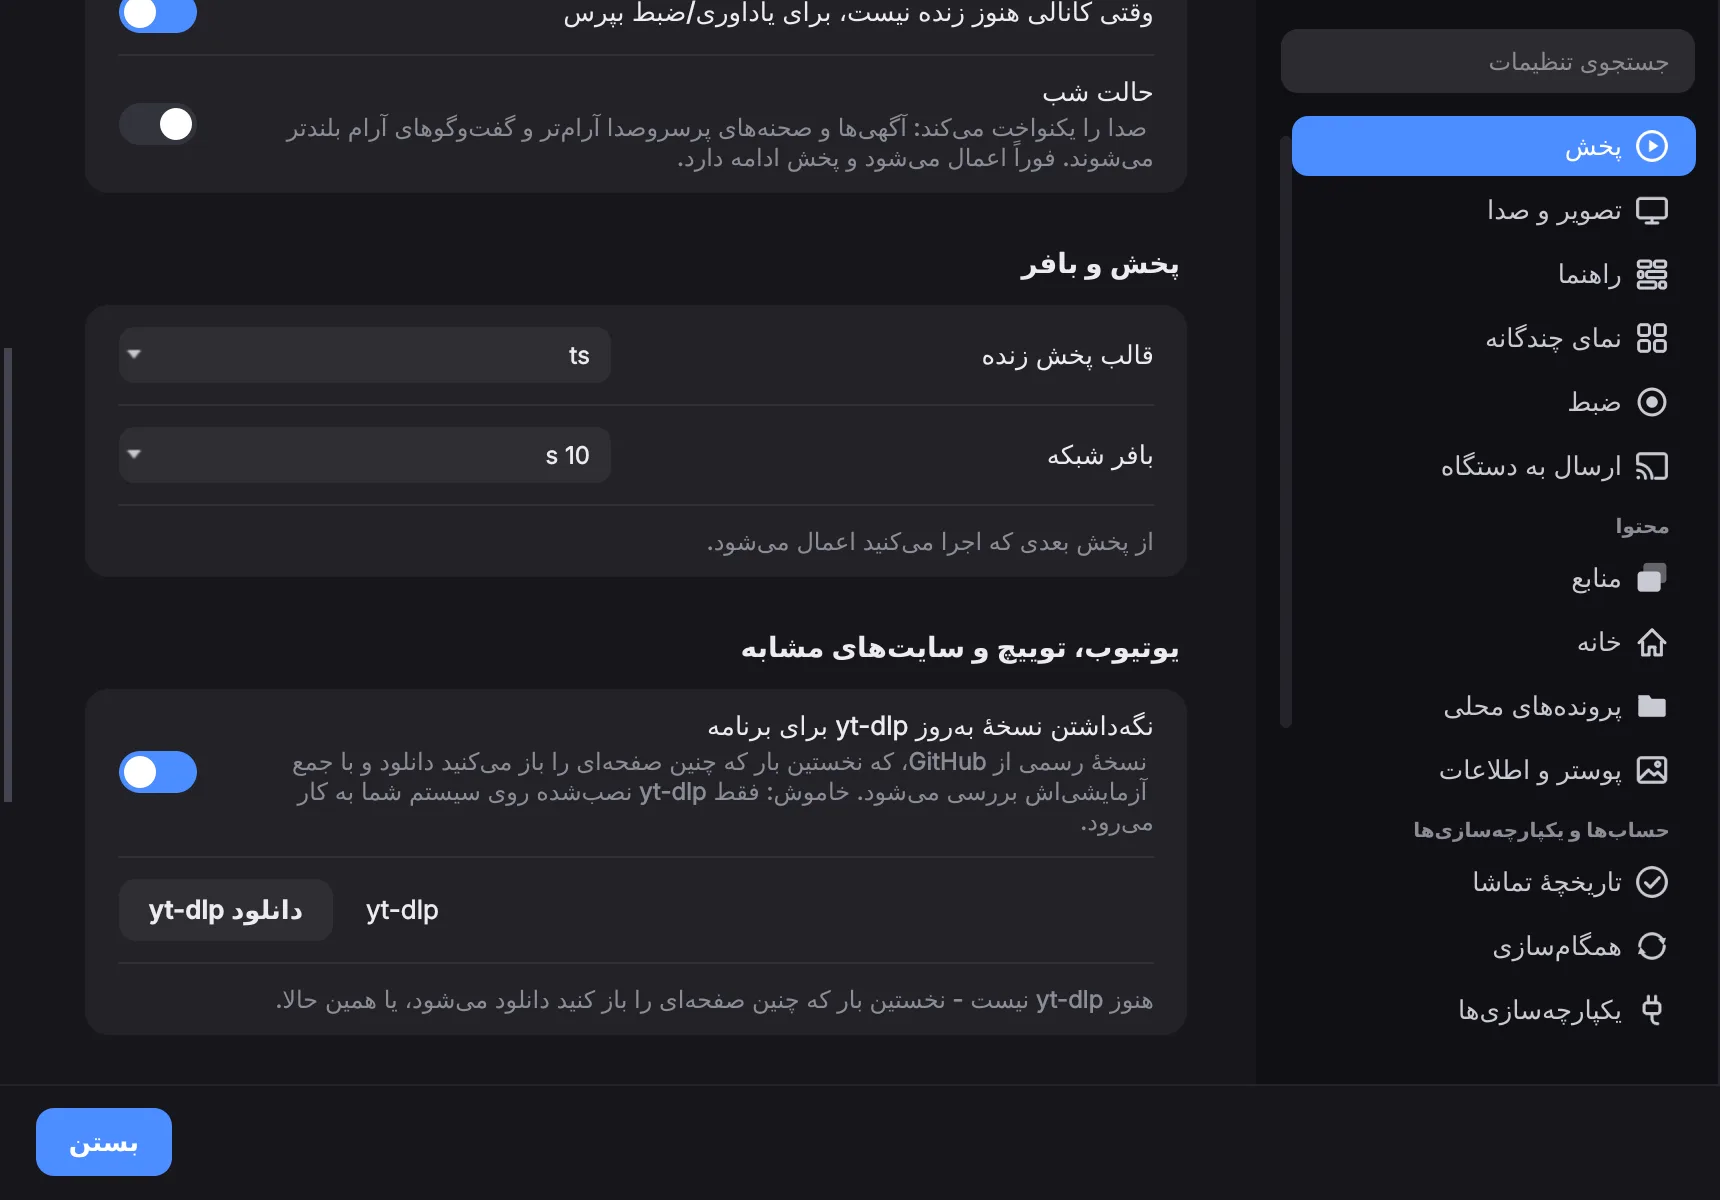 جستجوی تنظیمات
پخش
تصویر و صدا
راهنما
نمای چندگانه
ضبط
ارسال به دستگاه
محتوا
منابع
خانه
پرونده‌های محلی
پوستر و اطلاعات
حساب‌ها و یکپارچه‌سازی‌ها
تاریخچهٔ تماشا
همگام‌سازی
یکپارچه‌سازی‌ها
وقتی کانالی هنوز زنده نیست، برای یادآوری/ضبط بپرس
حالت شب
صدا را یکنواخت می‌کند: آگهی‌ها و صحنه‌های پرسروصدا آرام‌تر و گفت‌وگوهای آرام بلندتر
می‌شوند. فوراً اعمال می‌شود و پخش ادامه دارد.
پخش و بافر
قالب پخش زنده
ts
بافر شبکه
10 s
از پخش بعدی که اجرا می‌کنید اعمال می‌شود.
یوتیوب، توییچ و سایت‌های مشابه
نگه‌داشتن نسخهٔ به‌روز yt-dlp برای برنامه
نسخهٔ رسمی از GitHub، که نخستین بار که چنین صفحه‌ای را باز می‌کنید دانلود و با جمع
آزمایشی‌اش بررسی می‌شود. خاموش: فقط yt-dlp نصب‌شده روی سیستم شما به کار
می‌رود.
yt-dlp
دانلود yt-dlp
هنوز yt-dlp نیست - نخستین بار که چنین صفحه‌ای را باز کنید دانلود می‌شود، یا همین حالا.
بستن